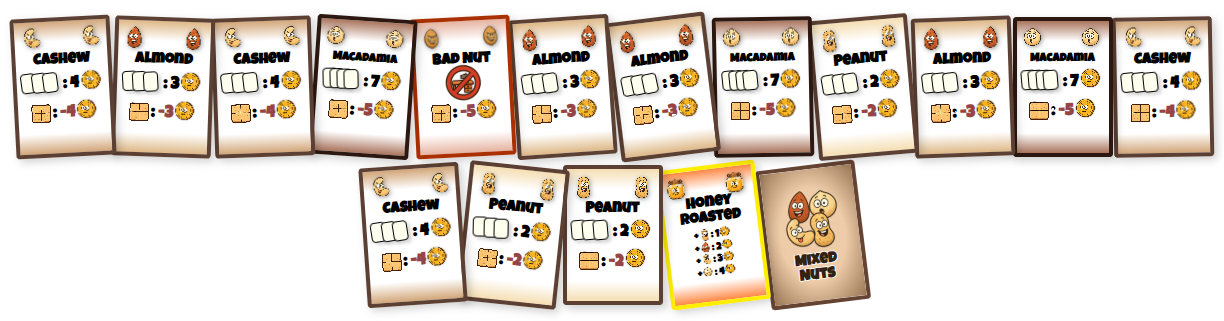 CASHEW
:4
:-4
ALMOND
:3
:-3
CASHEW
:4
:-4
MACADAMIA
:7
:-5
BAD NUT
:-5
ALMOND
:3
:-3
ALMOND
:3
:-3
MACADAMIA
:7
:-5
PEANUT
:2
:-2
ALMOND
:3
:-3
MACADAMIA
:7
:-5
CASHEW
:4
:-4
CASHEW
:4
:-4
PEANUT
:2
:-2
PEANUT
:2
:-2
HONEY
ROASTED
+ :1
+ :2
+ :3
+ :4
MIXED
NUTS